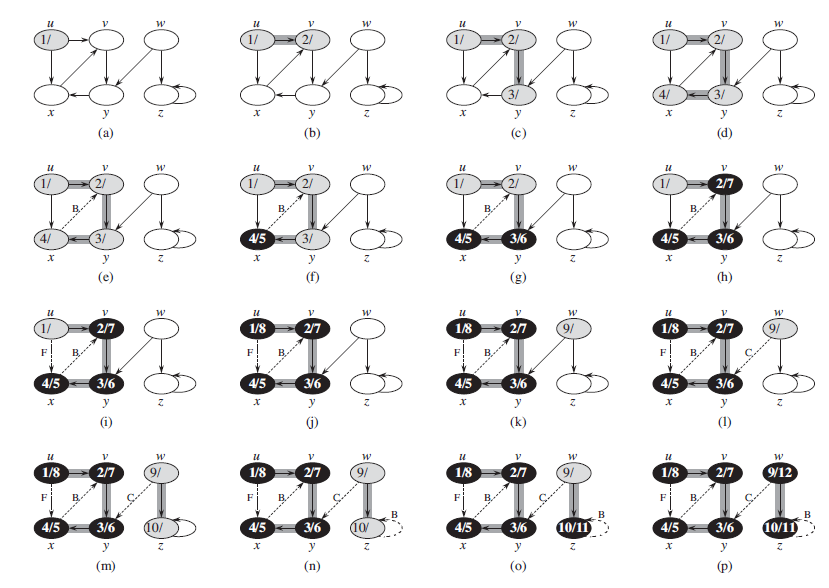 u v w u v w u v w u v w
1/ 1/ 2/ 1/ 2/ 1/ 2/
3/ 4/ 3/
x y z x y z x y z x y z
(a) (b) (c) (d)
u v w u v w u v w u v w
1/ 2/ 1/ 2/ 1/ 2/ 1/ 2/7
B B B B
4/ 3/ 4/5 3/ 4/5 3/6 4/5 3/6
x y z x y z x y z x y z
(e) (f) (g) (h)
u v w u v w u v w u v w
1/ 2/7 1/8 2/7 1/8 2/7 9/ 1/8 2/7 9/
F B F B F B F B C
4/5 3/6 4/5 3/6 4/5 3/6 4/5 3/6
x y z x y z x y z x y z
(i) (j) (k) (l)
u v w u v w u v w u v w
1/8 2/7 9/ 1/8 2/7 9/ 1/8 2/7 9/ 1/8 2/7 9/12
F B C F B C B F B C B F B C B
4/5 3/6 10/ 4/5 3/6 10/ 4/5 3/6 10/11 4/5 3/6 10/11
x y z x y z x y z x y z
(m) (n) (o) (p)